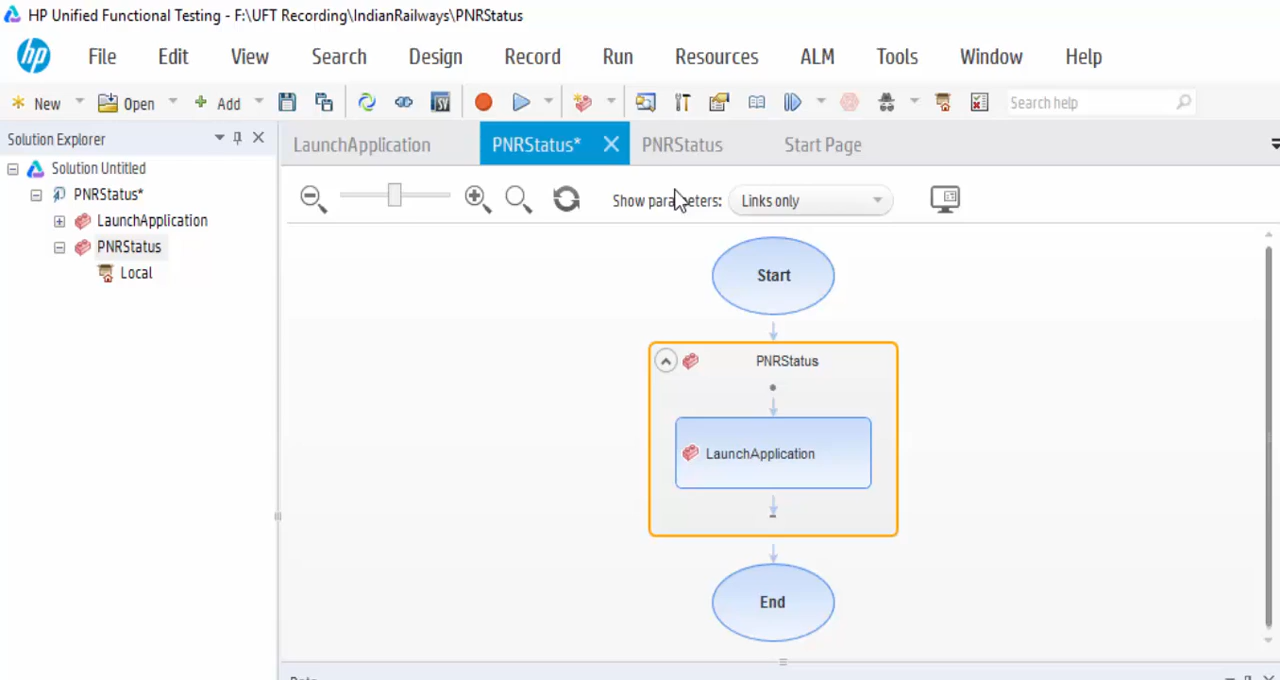 HP Unified Functional Testing - F:\UFT Recording\IndianRailways\PNRStatus
hp File Edit View Search Design Record Run Resources ALM Tools Window Help
New Open Add SV Search help
Solution Explorer
LaunchApplication PNRStatus* PNRStatus Start Page
Solution Untitled
PNRStatus*
LaunchApplication
PNRStatus
Local
Show parameters: Links only
Start
PNRStatus
LaunchApplication
End